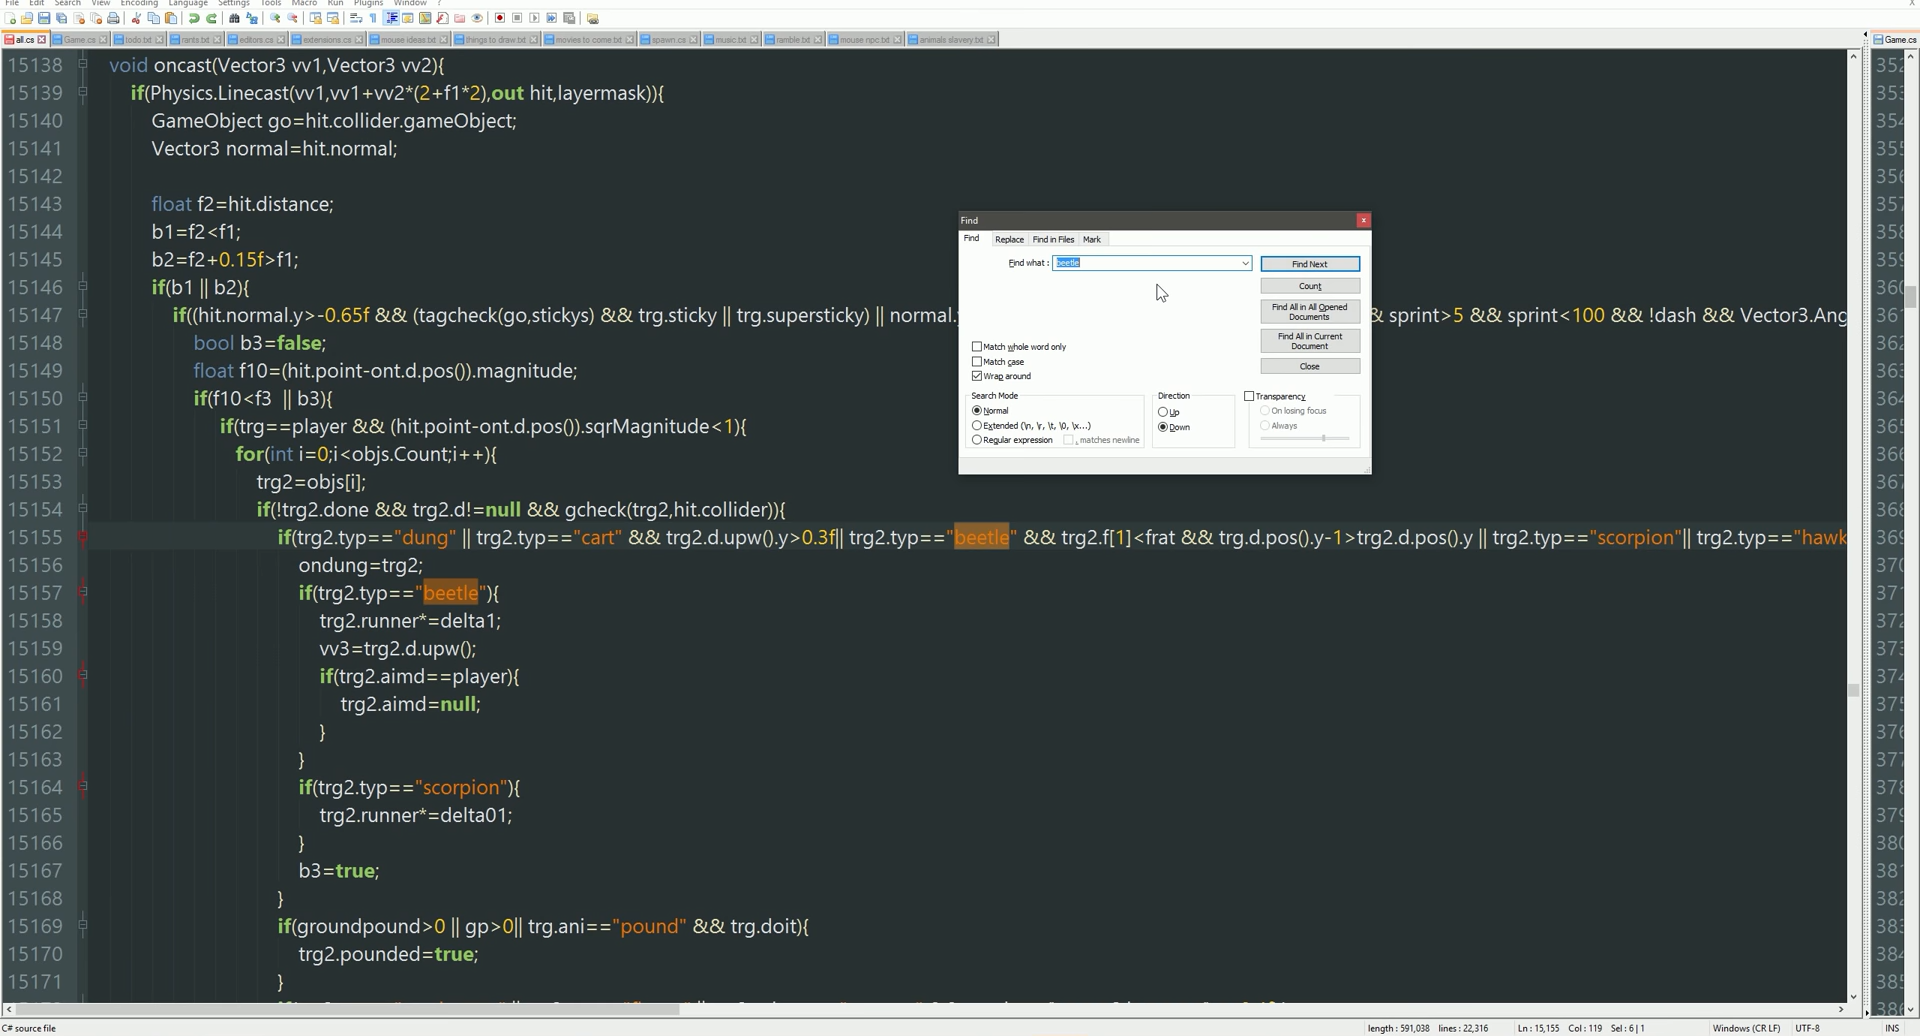 File Edit Search View Encoding Language Settings Tools Macro Run Plugins Window ?
all.cs Game.cs todo.txt rants.txt editors.cs extensions.cs mouse ideas.txt things to draw.txt movies to come.txt spawn.cs music.txt ramble.txt mouse npc.txt animals slavery.txt Game.cs
15138 void oncast(Vector3 vv1,Vector3 vv2){
15139 if(Physics.Linecast(vv1,vv1+vv2*(2+f1*2),out hit,layermask)){
15140 GameObject go=hit.collider.gameObject;
15141 Vector3 normal=hit.normal;
15142
15143 float f2=hit.distance;
15144 b1=f2<f1;
15145 b2=f2+0.15f>f1;
15146 if(b1 || b2){
15147 if((hit.normal.y>-0.65f && (tagcheck(go,stickys) && trg.sticky || trg.supersticky) || normal. & sprint>5 && sprint<100 && !dash && Vector3.Ang
15148 bool b3=false;
15149 float f10=(hit.point-ont.d.pos()).magnitude;
15150 if(f10<f3 || b3){
15151 if(trg==player && (hit.point-ont.d.pos()).sqrMagnitude<1){
15152 for(int i=0;i<objs.Count;i++){
15153 trg2=objs[i];
15154 if(!trg2.done && trg2.d!=null && gcheck(trg2,hit.collider)){
15155 if(trg2.typ=="dung" || trg2.typ=="cart" && trg2.d.upw().y>0.3f|| trg2.typ=="beetle" && trg2.f[1]<frat && trg.d.pos().y-1>trg2.d.pos().y || trg2.typ=="scorpion"|| trg2.typ=="hawk
15156 ondung=trg2;
15157 if(trg2.typ=="beetle"){
15158 trg2.runner*=delta1;
15159 vv3=trg2.d.upw();
15160 if(trg2.aimd==player){
15161 trg2.aimd=null;
15162 }
15163 }
15164 if(trg2.typ=="scorpion"){
15165 trg2.runner*=delta01;
15166 }
15167 b3=true;
15168 }
15169 if(groundpound>0 || gp>0|| trg.ani=="pound" && trg.doit){
15170 trg2.pounded=true;
15171 }
Find
Find Replace Find in Files Mark
Find what : beetle Find Next
Count
Find All in All Opened
Documents
Find All in Current
Document
Close
Match whole word only
Match case
Wrap around
Search Mode
Normal
Extended (\n, \r, \t, \0, \x...)
Regular expression . matches newline
Direction
Up
Down
Transparency
On losing focus
Always
C# source file length : 591,038 lines : 22,316 Ln : 15,155 Col : 119 Sel : 6 | 1 Windows (CR LF) UTF-8 INS